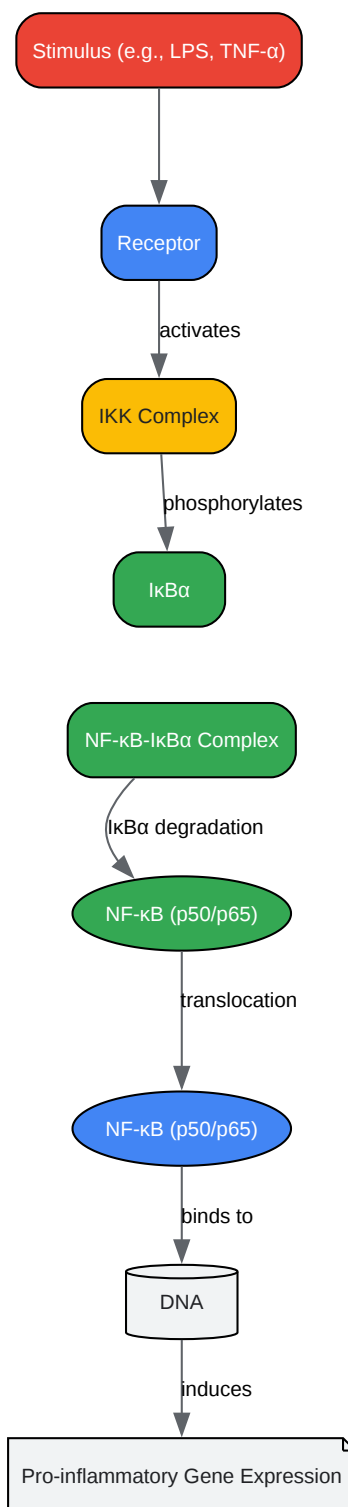 Stimulus (e.g., LPS, TNF-α)
Receptor
activates
IKK Complex
phosphorylates
IκBα
NF-κB-IκBα Complex
IκBα degradation
NF-κB (p50/p65)
translocation
NF-κB (p50/p65)
binds to
DNA
induces
Pro-inflammatory Gene Expression